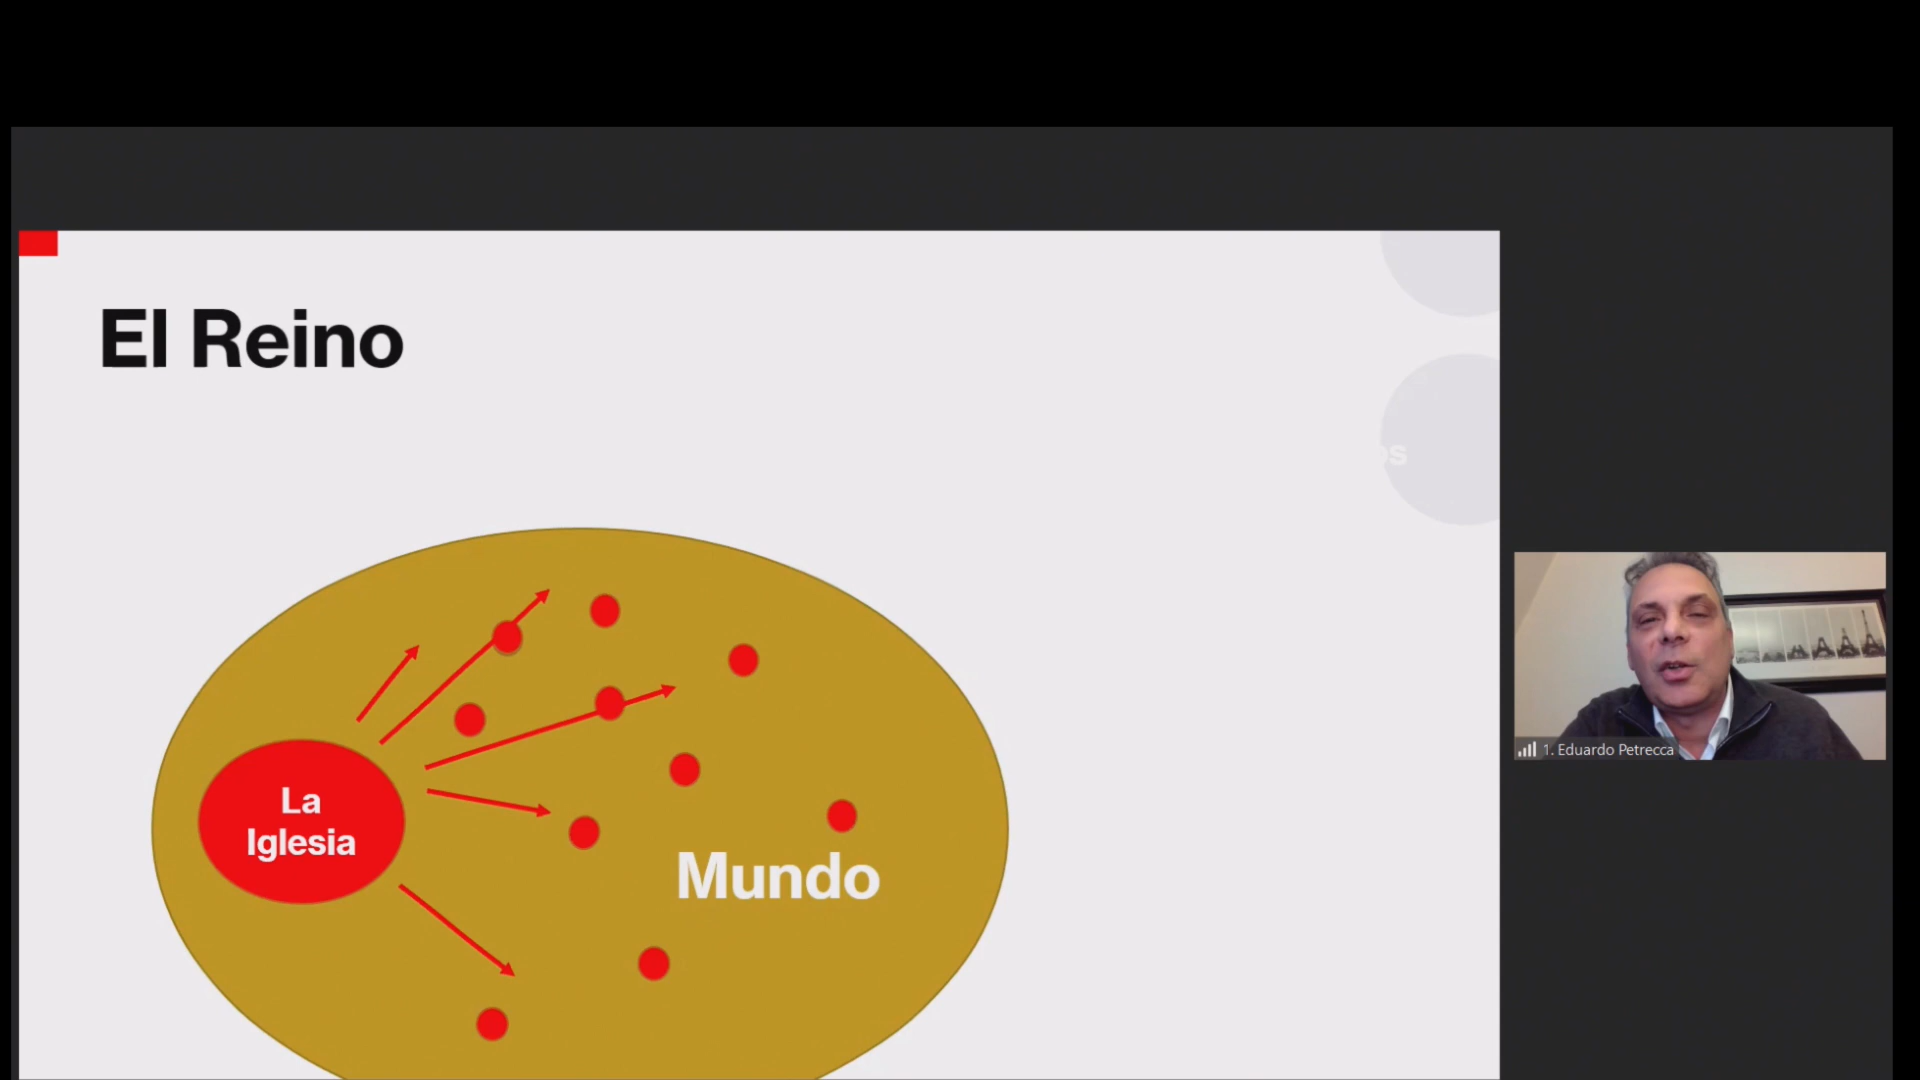 El Reino
La
Iglesia
Mundo
1. Eduardo Petrecca